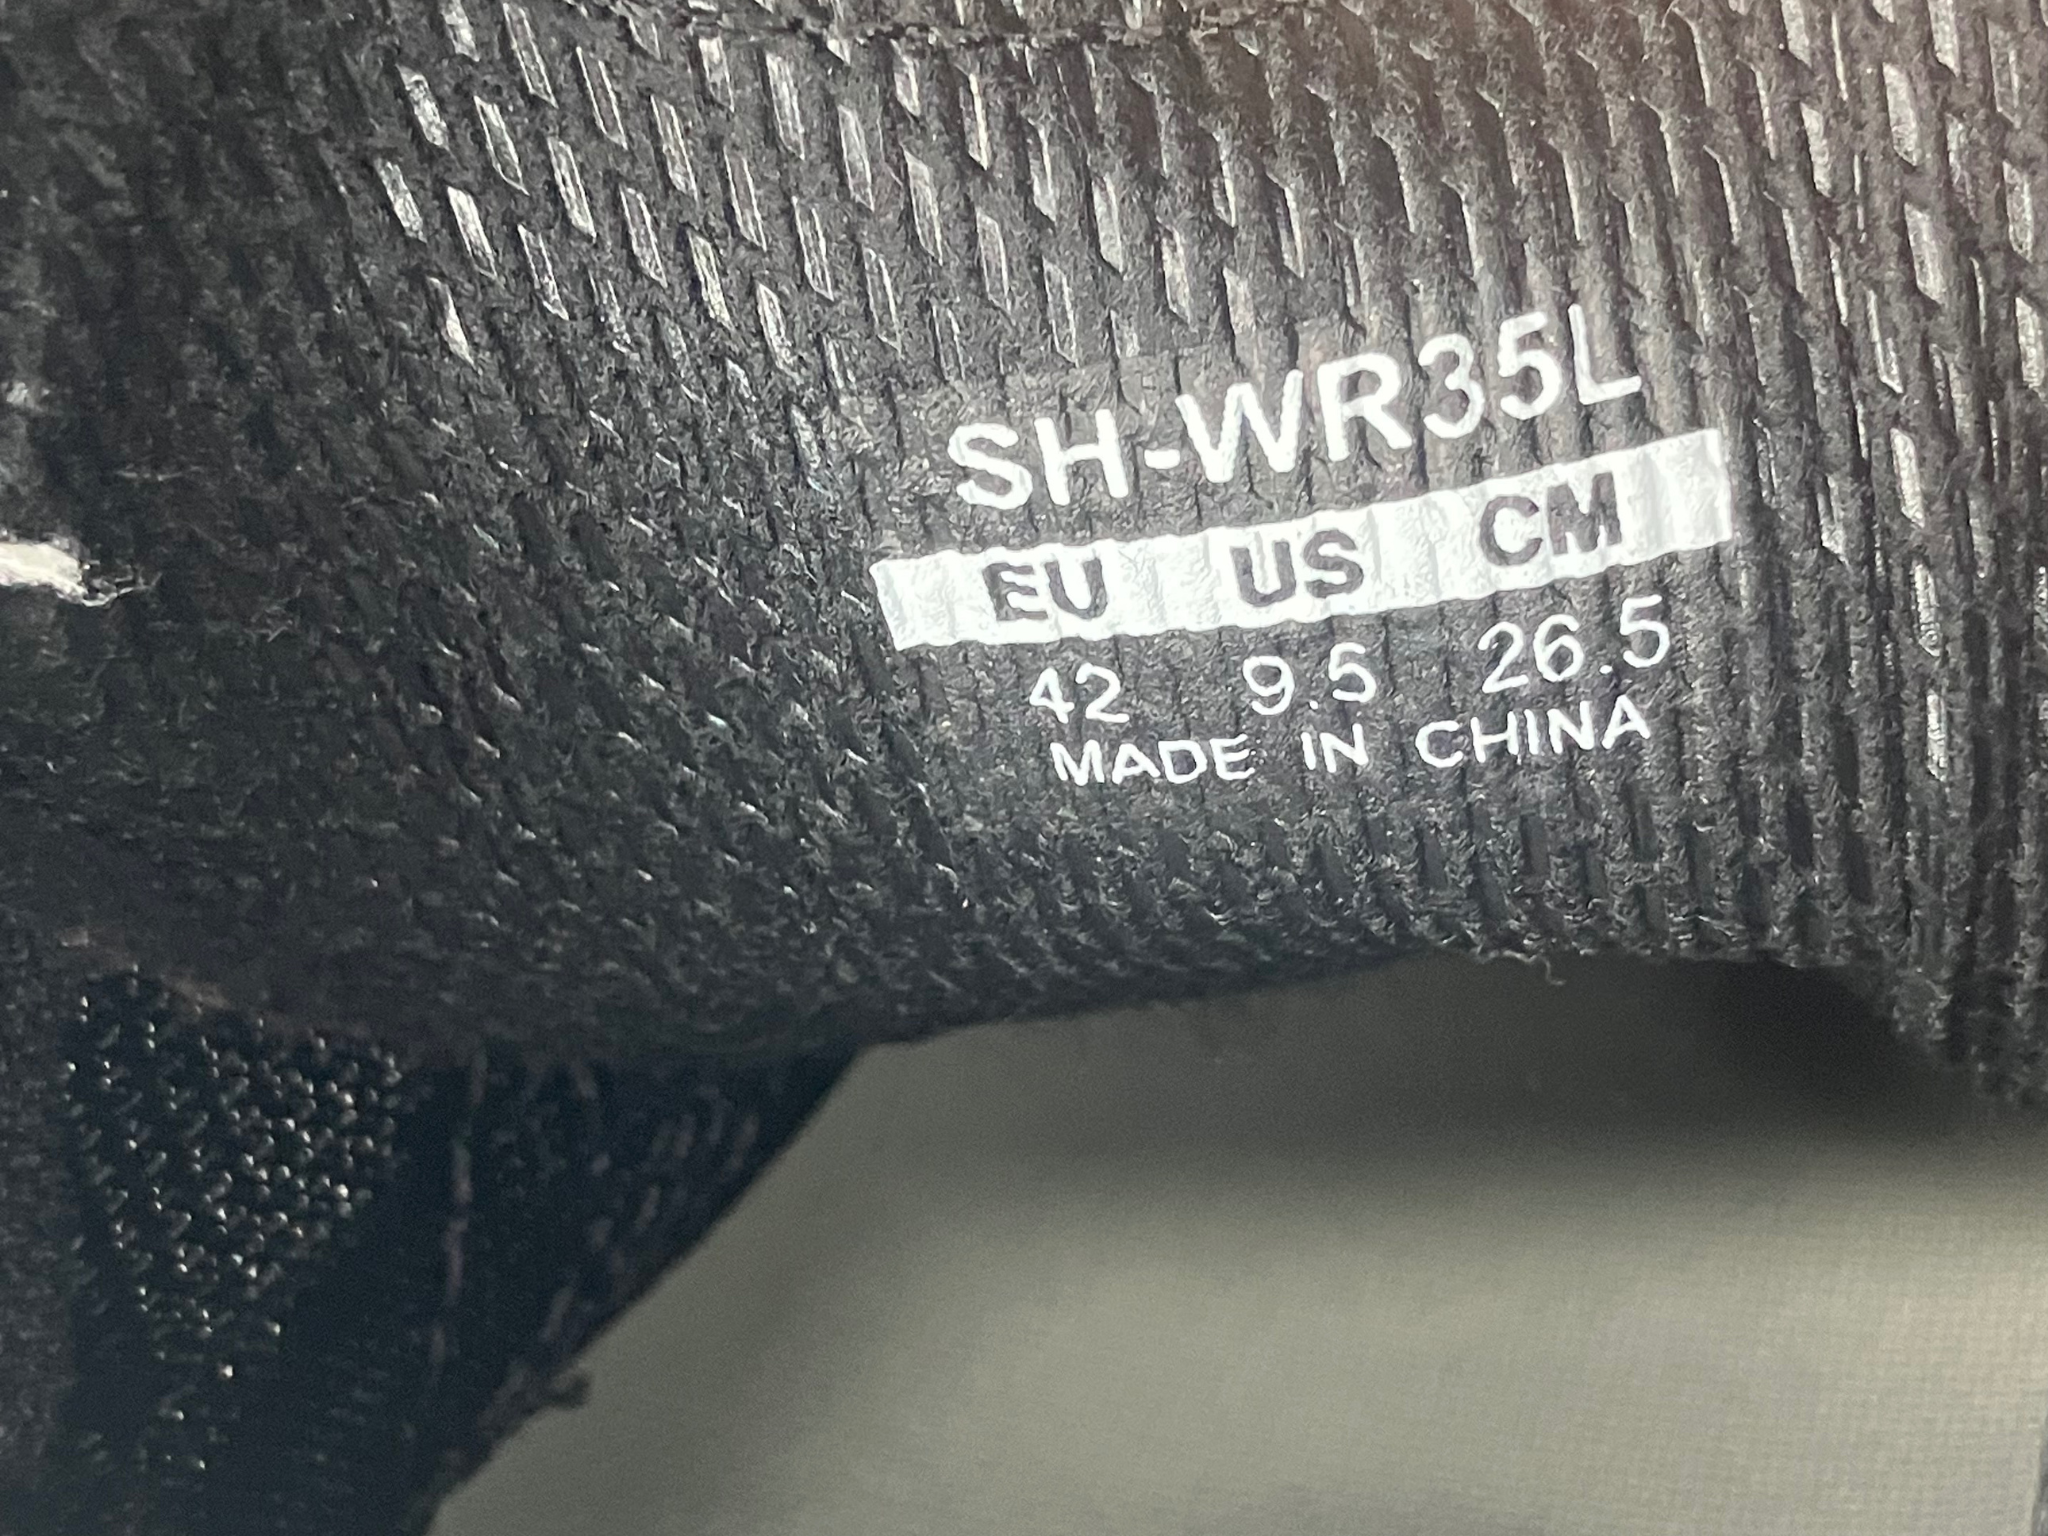 SH-WR35L
EU US CM
42 9.5 26.5
MADE IN CHINA